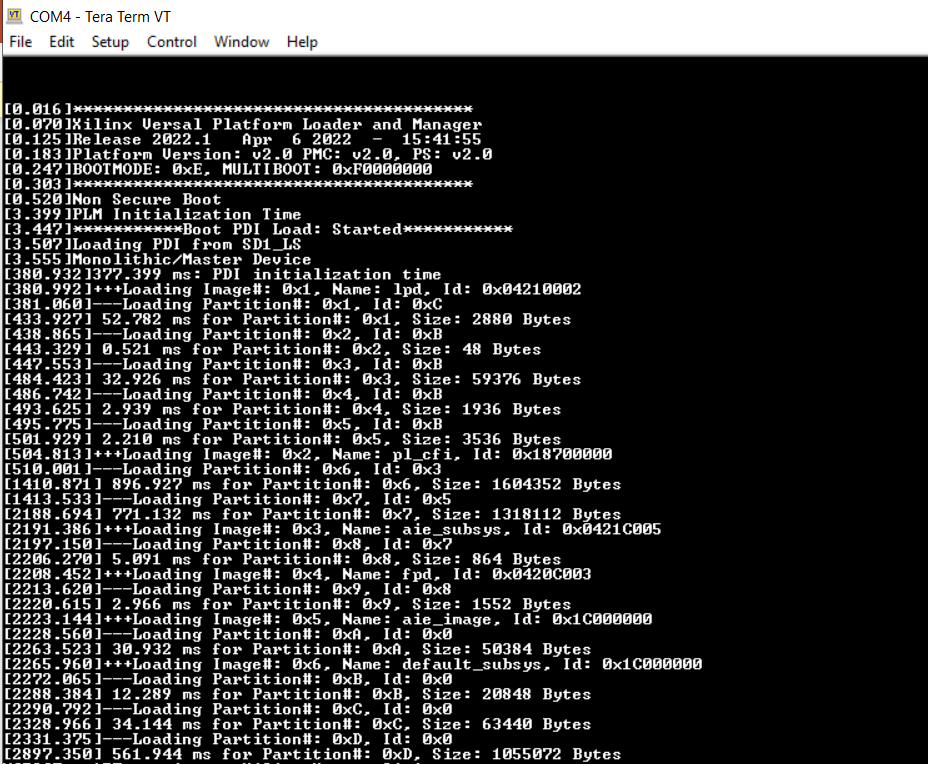 COM4 - Tera Term VT
File Edit Setup Control Window Help
[0.016]****************************************
[0.070]Xilinx Versal Platform Loader and Manager
[0.125]Release 2022.1   Apr  6 2022  -  15:41:55
[0.183]Platform Version: v2.0 PMC: v2.0, PS: v2.0
[0.247]BOOTMODE: 0xE, MULTIBOOT: 0xF0000000
[0.303]****************************************
[0.520]Non Secure Boot
[3.399]PLM Initialization Time
[3.447]***********Boot PDI Load: Started***********
[3.507]Loading PDI from SD1_LS
[3.555]Monolithic/Master Device
[380.932]377.399 ms: PDI initialization time
[380.992]+++Loading Image#: 0x1, Name: lpd, Id: 0x04210002
[381.060]---Loading Partition#: 0x1, Id: 0xC
[433.927] 52.782 ms for Partition#: 0x1, Size: 2880 Bytes
[438.865]---Loading Partition#: 0x2, Id: 0xB
[443.329] 0.521 ms for Partition#: 0x2, Size: 48 Bytes
[447.553]---Loading Partition#: 0x3, Id: 0xB
[484.423] 32.926 ms for Partition#: 0x3, Size: 59376 Bytes
[486.742]---Loading Partition#: 0x4, Id: 0xB
[493.625] 2.939 ms for Partition#: 0x4, Size: 1936 Bytes
[495.775]---Loading Partition#: 0x5, Id: 0xB
[501.929] 2.210 ms for Partition#: 0x5, Size: 3536 Bytes
[504.813]+++Loading Image#: 0x2, Name: pl_cfi, Id: 0x18700000
[510.001]---Loading Partition#: 0x6, Id: 0x3
[1410.871] 896.927 ms for Partition#: 0x6, Size: 1604352 Bytes
[1413.533]---Loading Partition#: 0x7, Id: 0x5
[2188.694] 771.132 ms for Partition#: 0x7, Size: 1318112 Bytes
[2191.386]+++Loading Image#: 0x3, Name: aie_subsys, Id: 0x0421C005
[2197.150]---Loading Partition#: 0x8, Id: 0x7
[2206.270] 5.091 ms for Partition#: 0x8, Size: 864 Bytes
[2208.452]+++Loading Image#: 0x4, Name: fpd, Id: 0x0420C003
[2213.620]---Loading Partition#: 0x9, Id: 0x8
[2220.615] 2.966 ms for Partition#: 0x9, Size: 1552 Bytes
[2223.144]+++Loading Image#: 0x5, Name: aie_image, Id: 0x1C000000
[2228.560]---Loading Partition#: 0xA, Id: 0x0
[2263.523] 30.932 ms for Partition#: 0xA, Size: 50384 Bytes
[2265.960]+++Loading Image#: 0x6, Name: default_subsys, Id: 0x1C000000
[2272.065]---Loading Partition#: 0xB, Id: 0x0
[2288.384] 12.289 ms for Partition#: 0xB, Size: 20848 Bytes
[2290.792]---Loading Partition#: 0xC, Id: 0x0
[2328.966] 34.144 ms for Partition#: 0xC, Size: 63440 Bytes
[2331.375]---Loading Partition#: 0xD, Id: 0x0
[2897.350] 561.944 ms for Partition#: 0xD, Size: 1055072 Bytes